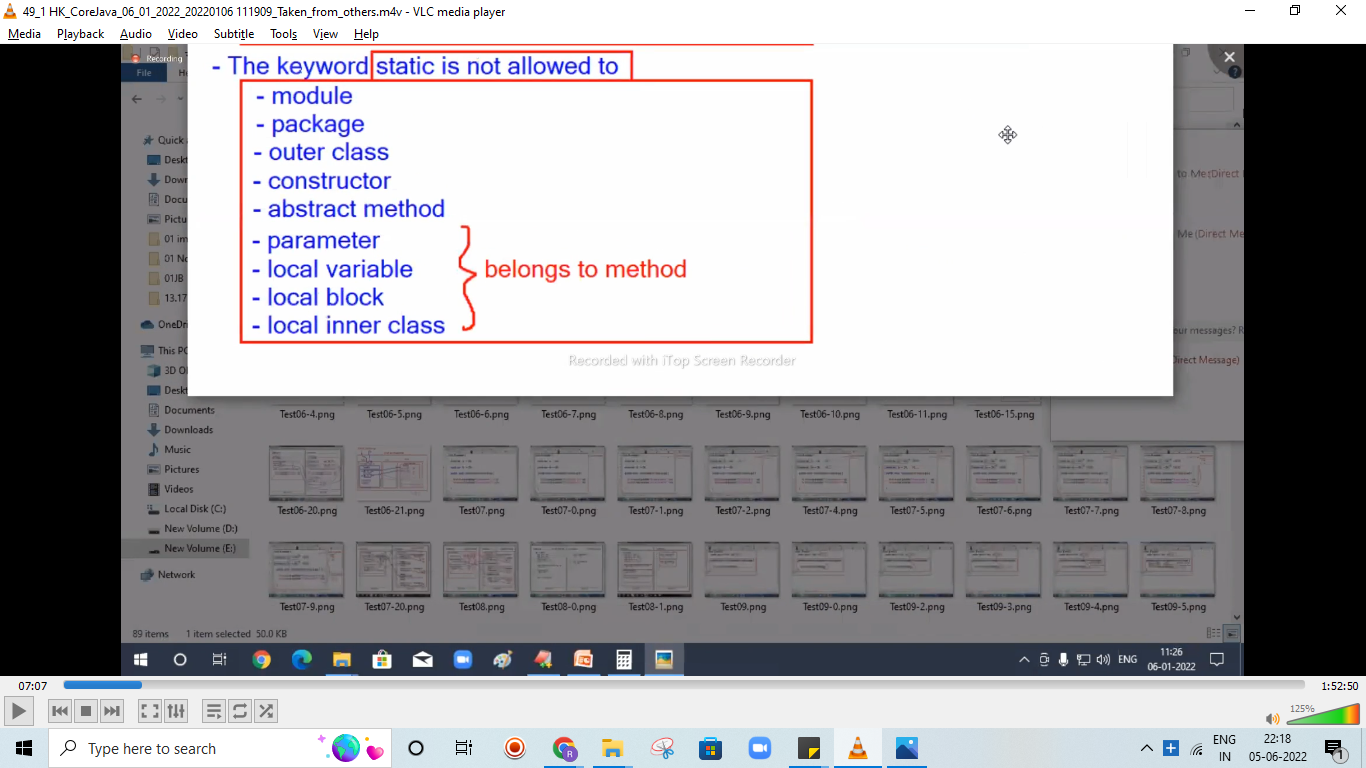 49_1 HK_CoreJava_06_01_2022_20220106 111909_Taken_from_others.m4v - VLC media player
Media Playback Audio Video Subtitle Tools View Help
Recording
File
- The keyword static is not allowed to
- module
- package
- outer class
- constructor
- abstract method
- parameter
- local variable
- local block
- local inner class
belongs to method
Recorded with iTop Screen Recorder
Quick
Deskt
Down
Docu
Pictu
01 im
01 No
01JB
13.17
OneDri
This PC
3D O
Deskt
Documents
Downloads
Music
Pictures
Videos
Local Disk (C:)
New Volume (D:)
New Volume (E:)
Network
to Me (Direct
Me (Direct Me
our messages? R
Direct Message)
Test06-4.png Test06-5.png Test06-6.png Test06-7.png Test06-8.png Test06-9.png Test06-10.png Test06-11.png Test06-15.png
Test06-20.png Test06-21.png Test07.png Test07-0.png Test07-1.png Test07-2.png Test07-4.png Test07-5.png Test07-6.png Test07-7.png Test07-8.png
Test07-9.png Test07-20.png Test08.png Test08-0.png Test08-1.png Test09.png Test09-0.png Test09-2.png Test09-3.png Test09-4.png Test09-5.png
89 items 1 item selected 50.0 KB
ENG
11:26
06-01-2022
07:07
1:52:50
125%
Type here to search
ENG
IN
22:18
05-06-2022
1